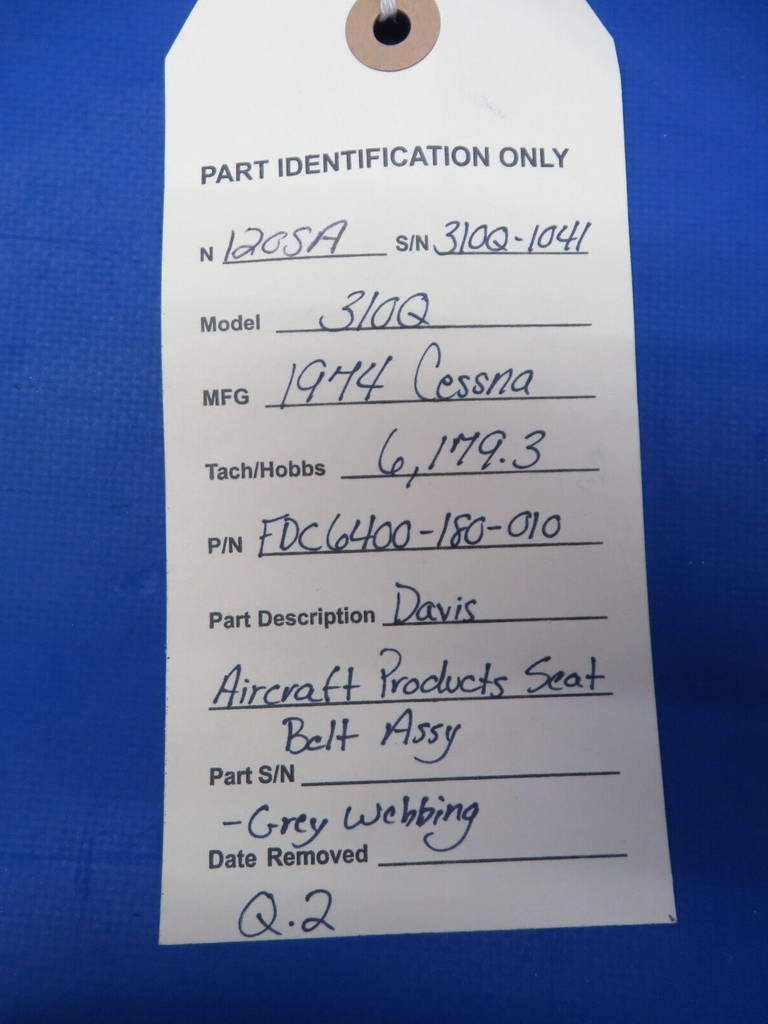 PART IDENTIFICATION ONLY
N 120SA S/N 310Q-1041
Model 310Q
MFG 1974 Cessna
Tach/Hobbs 6,179.3
P/N FDC6400-180-010
Part Description Davis
Aircraft Products Seat
Belt Assy
Part S/N
-Grey Webbing
Date Removed
Q.2